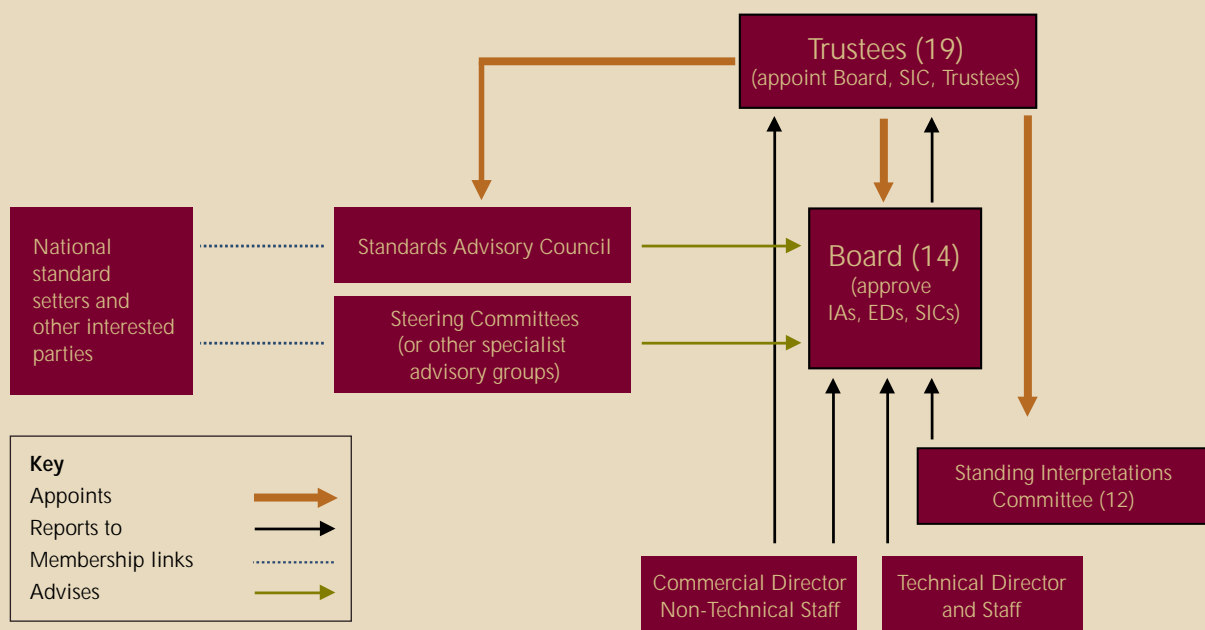 Trustees (19)
(appoint Board, SIC, Trustees)
National
standard
setters and
other interested
parties
Standards Advisory Council
Steering Committees
(or other specialist
advisory groups)
Board (14)
(approve
IAs, EDs, SICs)
Key
Appoints
Reports to
Membership links
Advises
Standing Interpretations
Committee (12)
Commercial Director
Non-Technical Staff
Technical Director
and Staff